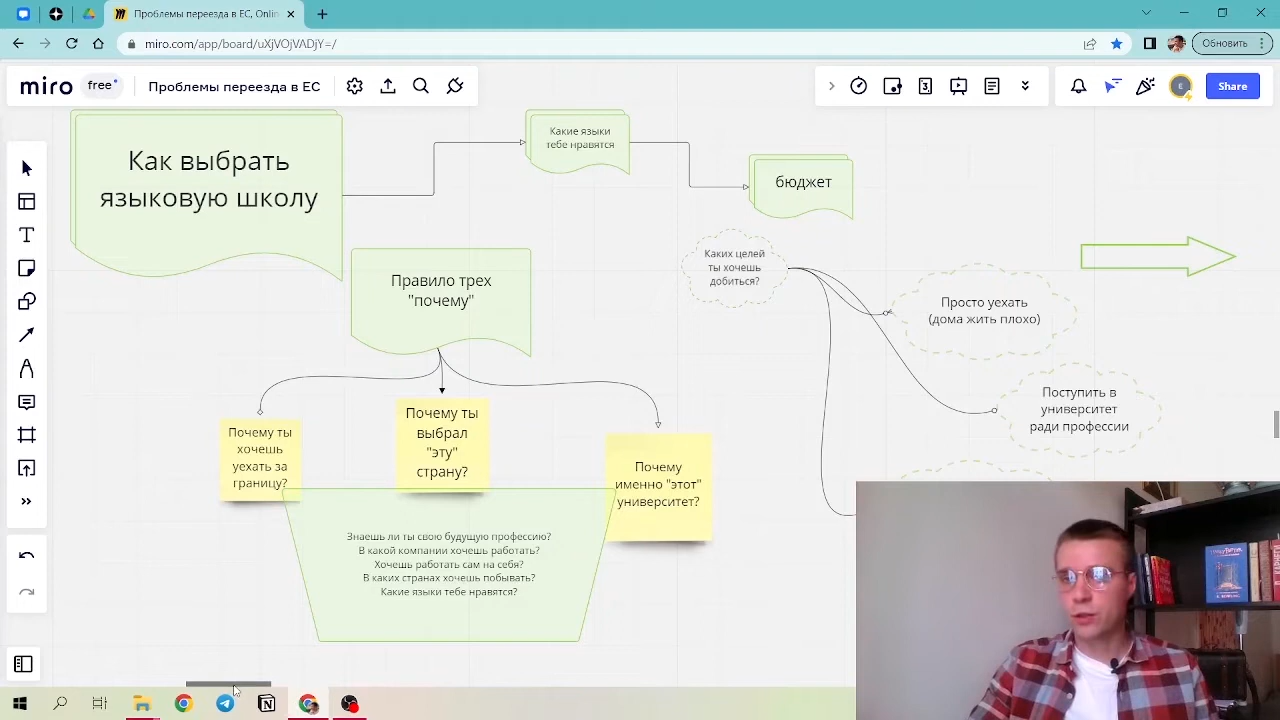 Проблемы переезда в ЕС, Onlin
miro.com/app/board/uXjVOjVADjY=/
Обновить
miro
free
Проблемы переезда в ЕС
3
E
Share
Как выбрать
языковую школу
Какие языки
тебе нравятся
бюджет
Правило трех
"почему"
Каких целей
ты хочешь
добиться?
Просто уехать
(дома жить плохо)
Поступить в
университет
ради профессии
Почему ты
хочешь
уехать за
границу?
Почему ты
выбрал
"эту"
страну?
Почему
именно "этот"
университет?
Знаешь ли ты свою будущую профессию?
В какой компании хочешь работать?
Хочешь работать сам на себя?
В каких странах хочешь побывать?
Какие языки тебе нравятся?